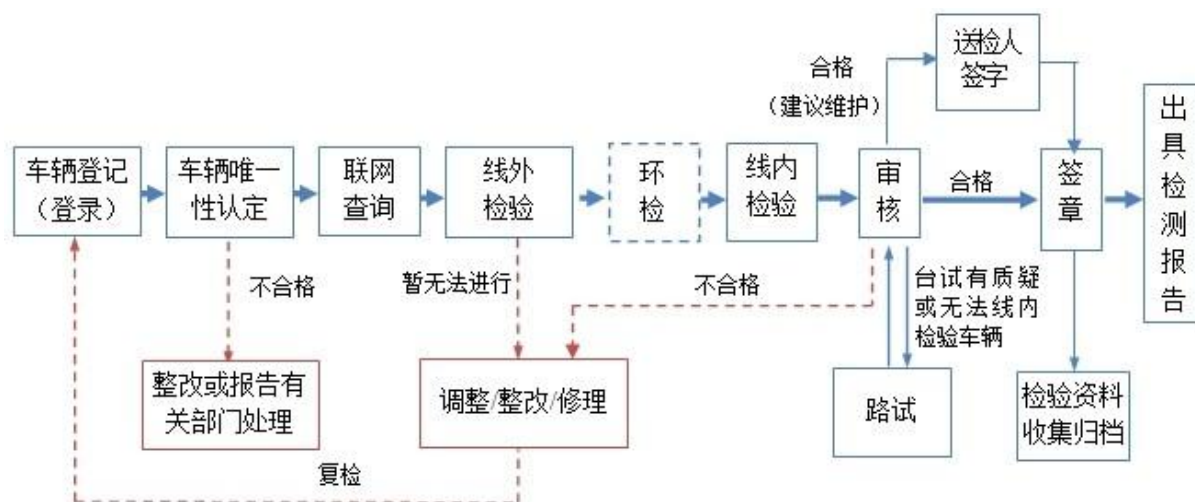 送检人
签字
合格
（建议维护）
出
具
检
测
报
告
车辆登记
（登录）
车辆唯一
性认定
联网
查询
线外
检验
环
检
线内
检验
审
核
合格
签
章
不合格
暂无法进行
不合格
台试有质疑
或无法线内
检验车辆
整改或报告有
关部门处理
调整/整改/修理
路试
检验资料
收集归档
复检